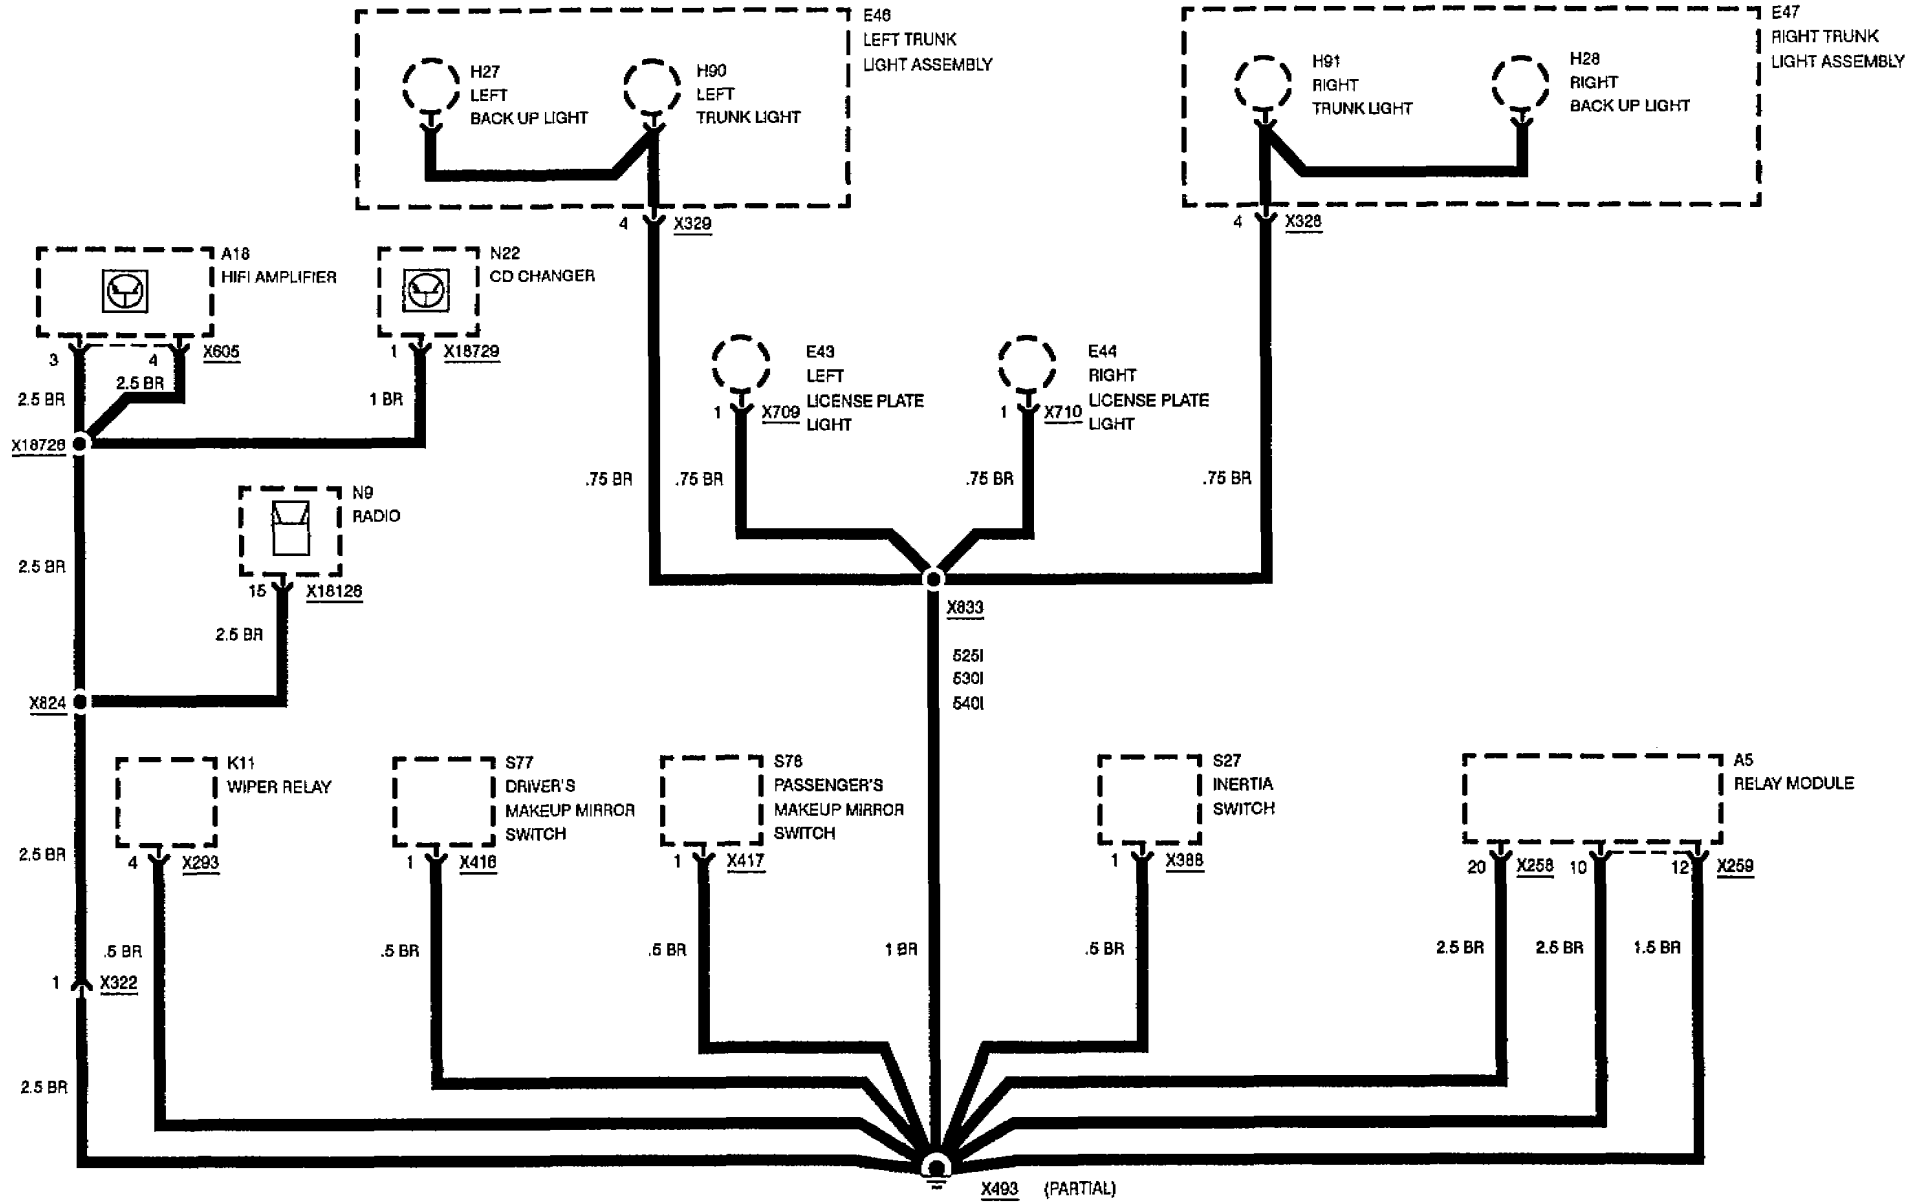 E46
LEFT TRUNK
LIGHT ASSEMBLY
H27
LEFT
BACK UP LIGHT
H90
LEFT
TRUNK LIGHT
4
X329
E47
RIGHT TRUNK
LIGHT ASSEMBLY
H91
RIGHT
TRUNK LIGHT
H28
RIGHT
BACK UP LIGHT
4
X328
A18
HIFI AMPLIFIER
3
4
X605
2.5 BR
2.5 BR
N22
CD CHANGER
1
X18729
1 BR
X18728
E43
LEFT
LICENSE PLATE
LIGHT
1
X709
E44
RIGHT
LICENSE PLATE
LIGHT
1
X710
.75 BR
.75 BR
.75 BR
.75 BR
N9
RADIO
15
X18126
2.5 BR
2.5 BR
X833
525I
530I
540I
X824
K11
WIPER RELAY
4
X293
S77
DRIVER'S
MAKEUP MIRROR
SWITCH
1
X416
S78
PASSENGER'S
MAKEUP MIRROR
SWITCH
1
X417
S27
INERTIA
SWITCH
1
X388
A5
RELAY MODULE
20
X258
10
12
X259
2.5 BR
.5 BR
.5 BR
.5 BR
1 BR
.5 BR
2.5 BR
2.5 BR
1.5 BR
1
X322
2.5 BR
X493
(PARTIAL)